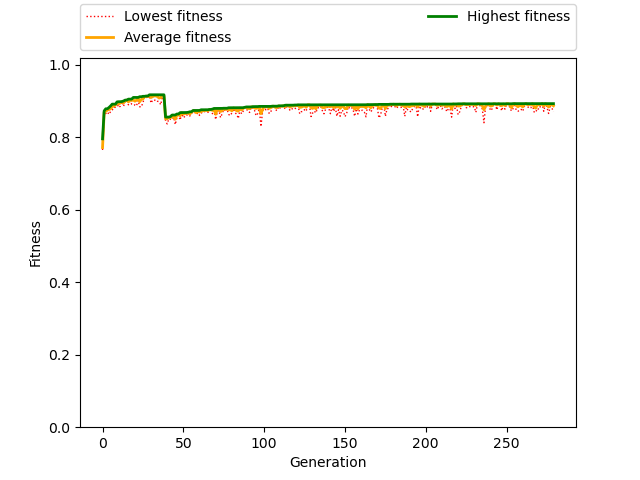 Lowest fitness
Average fitness
Highest fitness
1.0
0.8
0.6
0.4
0.2
0.0
Fitness
0 50 100 150 200 250
Generation